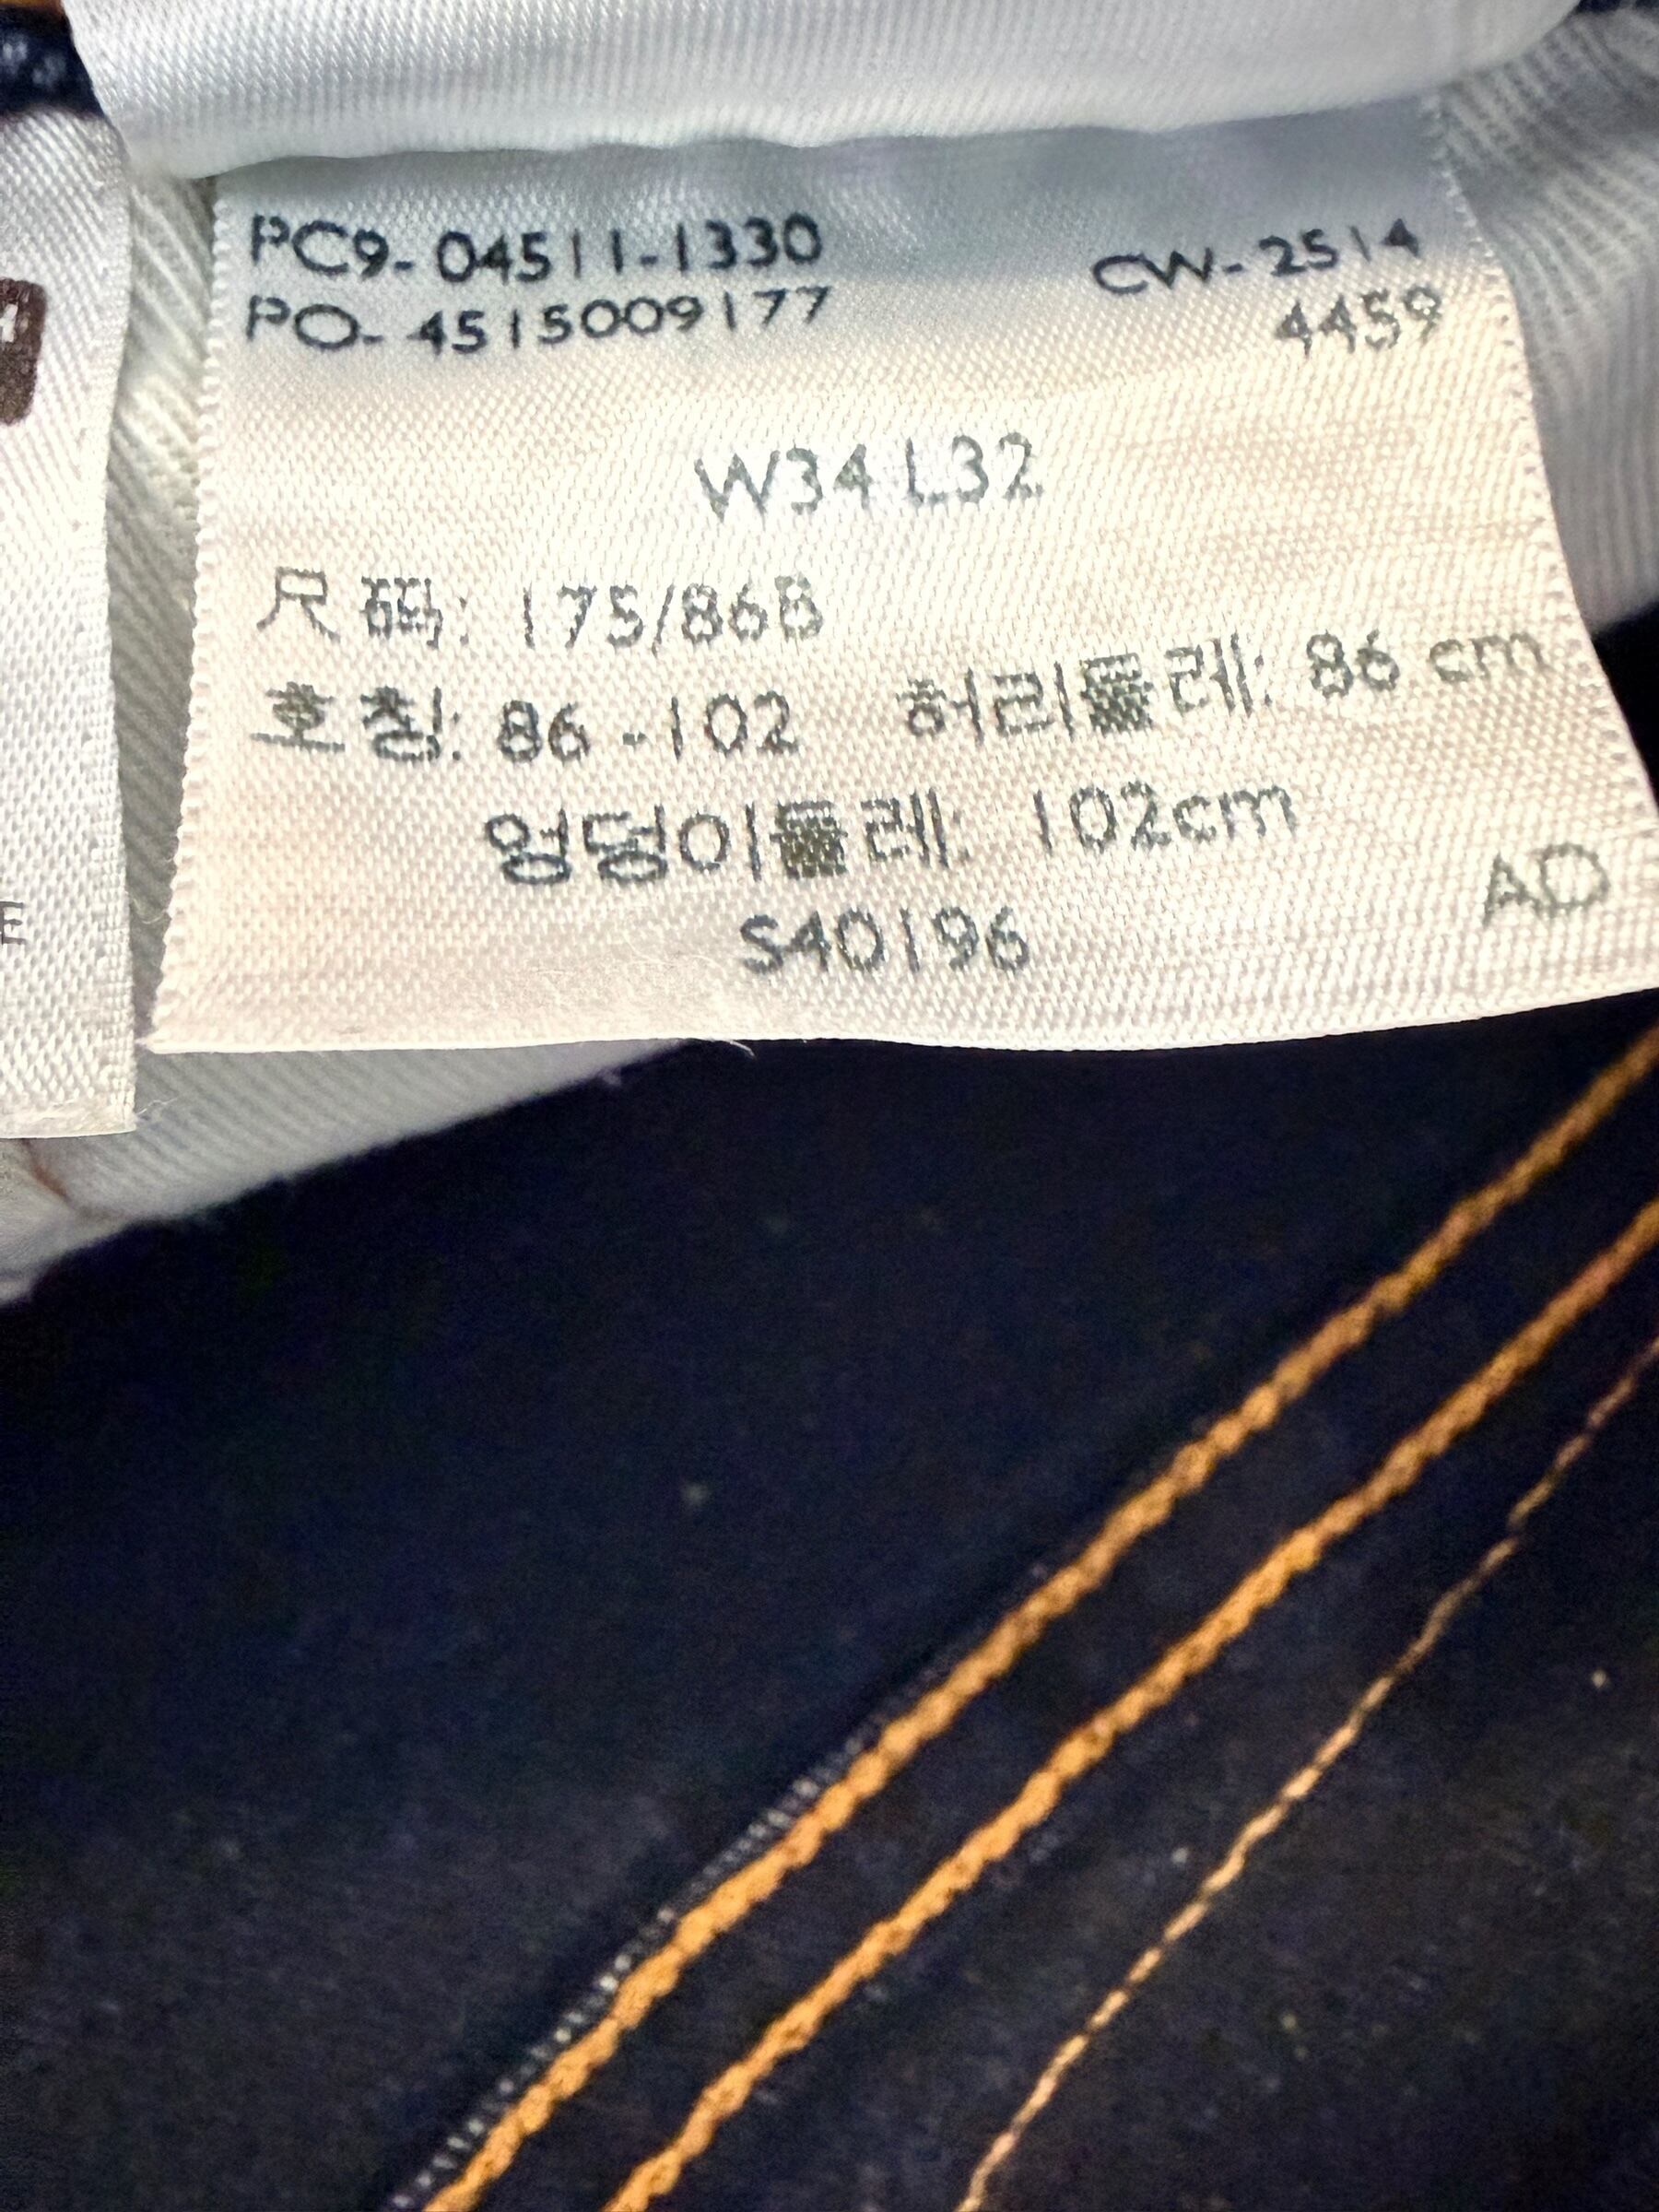 PC9-04511-1330 CW-2514
PO-4515009177 4459
W34 L32
尺码: 175/86B
호칭: 86-102 허리둘레: 86 cm
엉덩이둘레: 102cm
S40196 AD